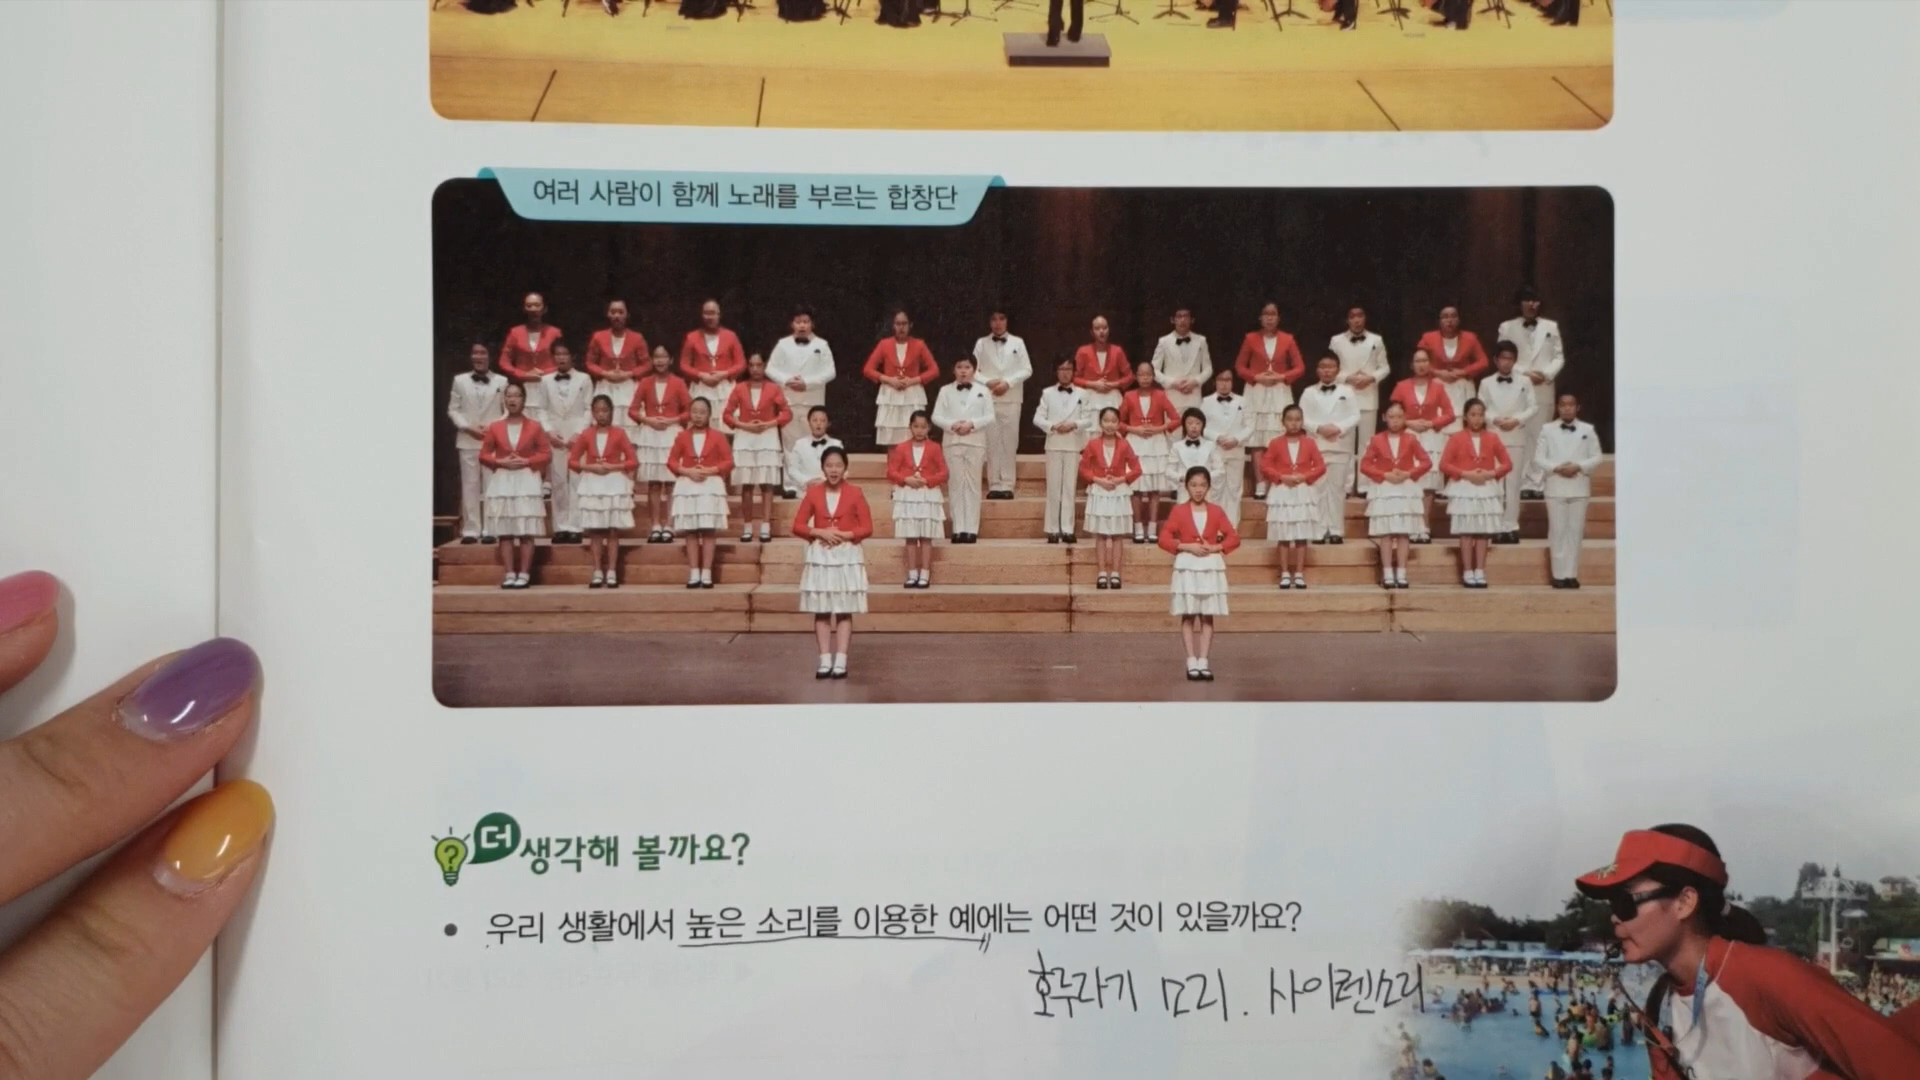 여러 사람이 함께 노래를 부르는 합창단
더 생각해 볼까요?
• 우리 생활에서 높은 소리를 이용한 예에는 어떤 것이 있을까요?
호루라기 소리. 사이렌소리